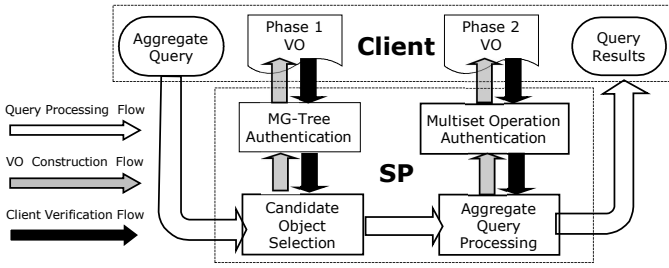 Aggregate
Query
Phase 1
VO
Client
Phase 2
VO
Query
Results
Query Processing Flow
VO Construction Flow
Client Verification Flow
MG-Tree
Authentication
Multiset Operation
Authentication
SP
Candidate
Object
Selection
Aggregate
Query
Processing